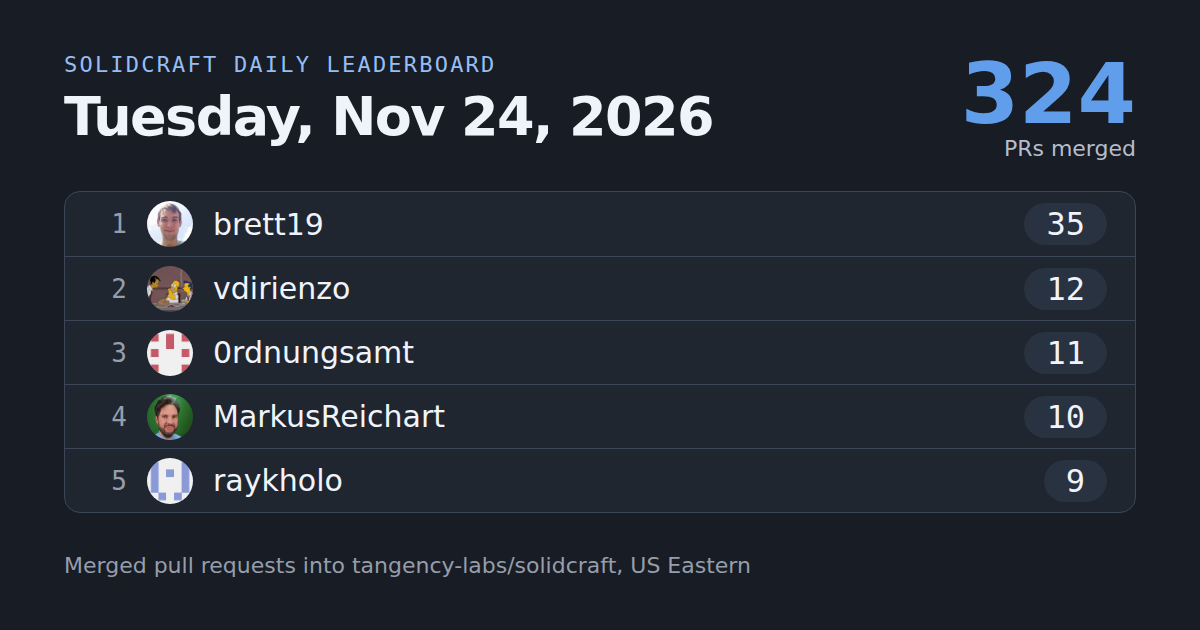 SOLIDCRAFT DAILY LEADERBOARD
Tuesday, Nov 24, 2026
324
PRs merged
1 brett19 35
2 vdirienzo 12
3 0rdnungsamt 11
4 MarkusReichart 10
5 raykholo 9
Merged pull requests into tangency-labs/solidcraft, US Eastern